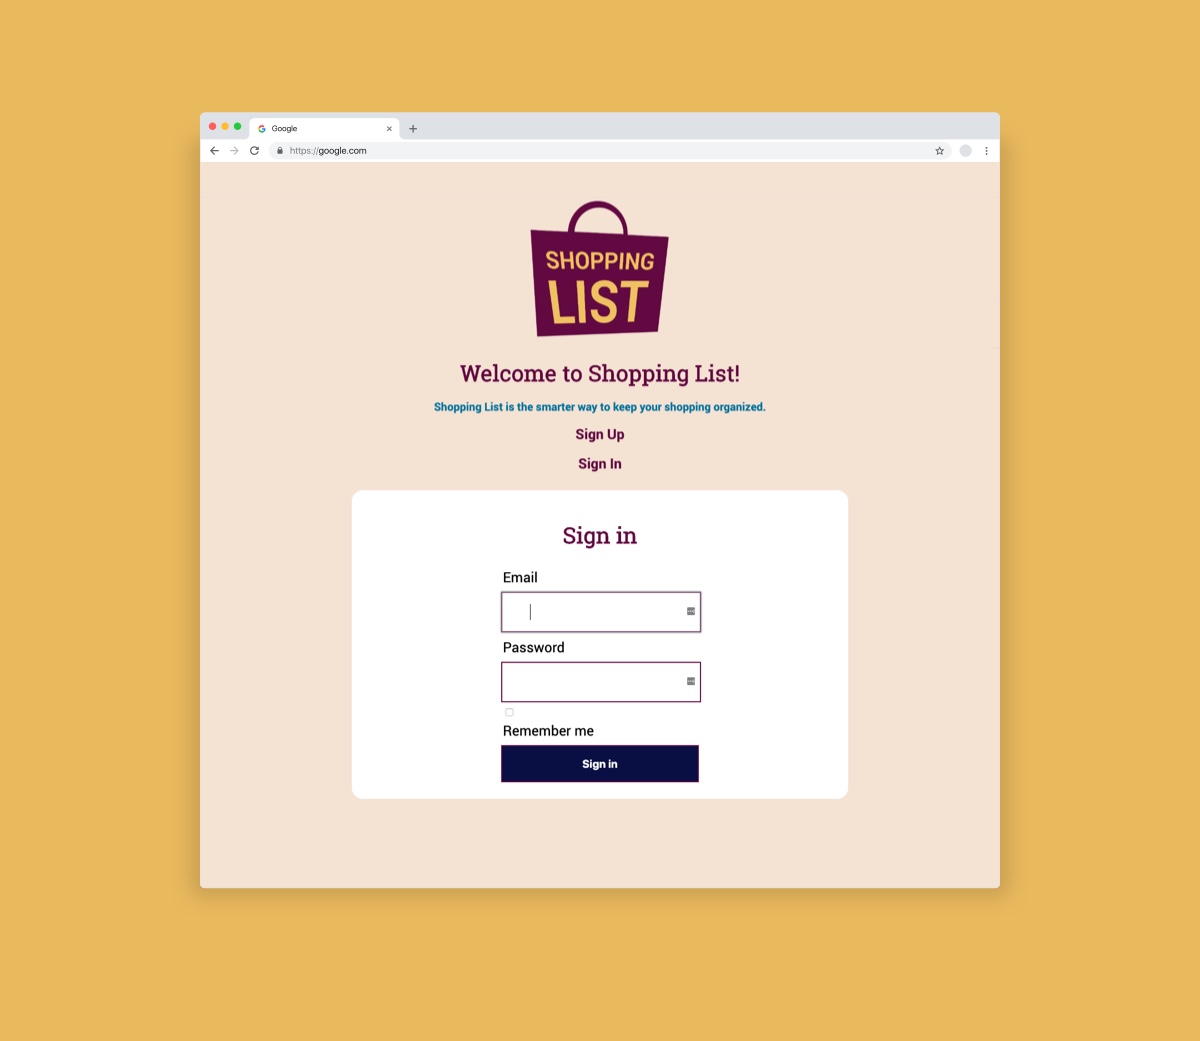 Google
https://google.com
SHOPPING
LIST
Welcome to Shopping List!
Shopping List is the smarter way to keep your shopping organized.
Sign Up
Sign In
Sign in
Email
Password
Remember me
Sign in